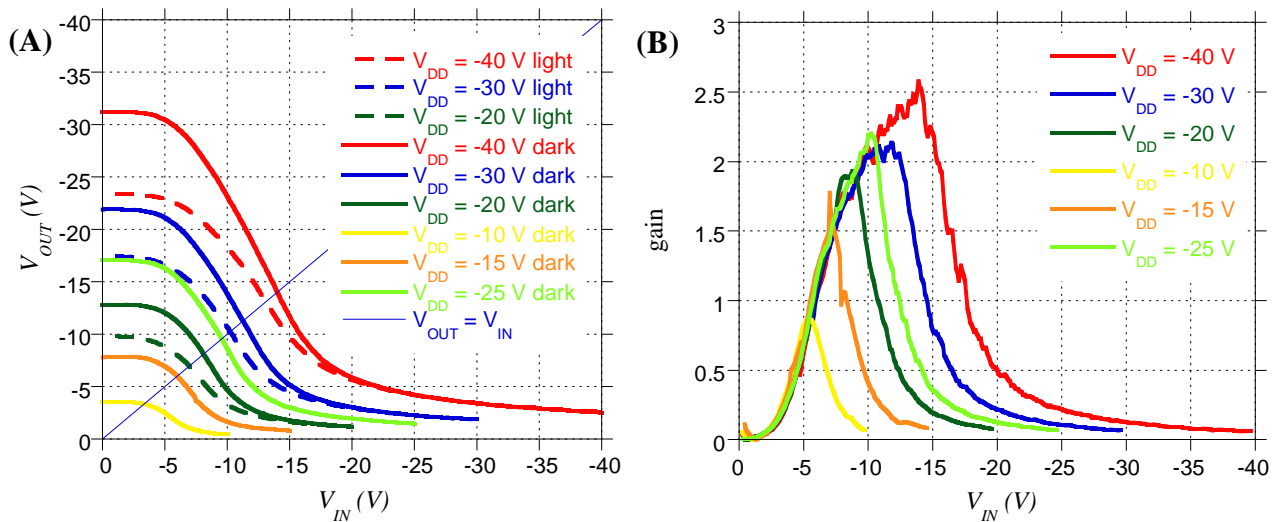 (A)
-40
-35
-30
-25
-20
-15
-10
-5
0
V_OUT (V)
0 -5 -10 -15 -20 -25 -30 -35 -40
V_IN (V)
V_DD = -40 V light
V_DD = -30 V light
V_DD = -20 V light
V_DD = -40 V dark
V_DD = -30 V dark
V_DD = -20 V dark
V_DD = -10 V dark
V_DD = -15 V dark
V_DD = -25 V dark
V_OUT = V_IN
(B)
3
2.5
2
1.5
1
0.5
0
gain
0 -5 -10 -15 -20 -25 -30 -35 -40
V_IN (V)
V_DD = -40 V
V_DD = -30 V
V_DD = -20 V
V_DD = -10 V
V_DD = -15 V
V_DD = -25 V